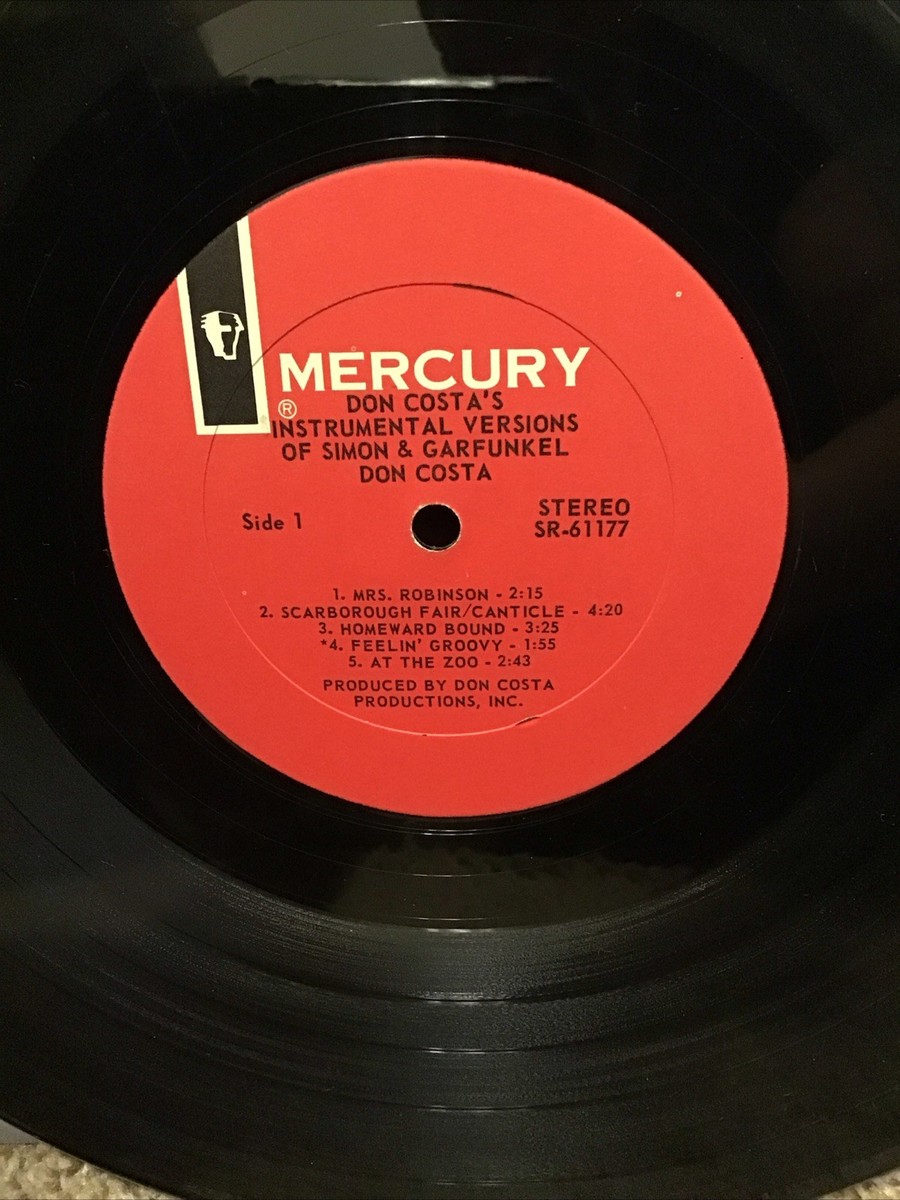 MERCURY
®
DON COSTA'S
INSTRUMENTAL VERSIONS
OF SIMON & GARFUNKEL
DON COSTA
Side 1
STEREO
SR-61177
1. MRS. ROBINSON - 2:15
2. SCARBOROUGH FAIR/CANTICLE - 4:20
3. HOMEWARD BOUND - 3:25
*4. FEELIN' GROOVY - 1:55
5. AT THE ZOO - 2:43
PRODUCED BY DON COSTA
PRODUCTIONS, INC.